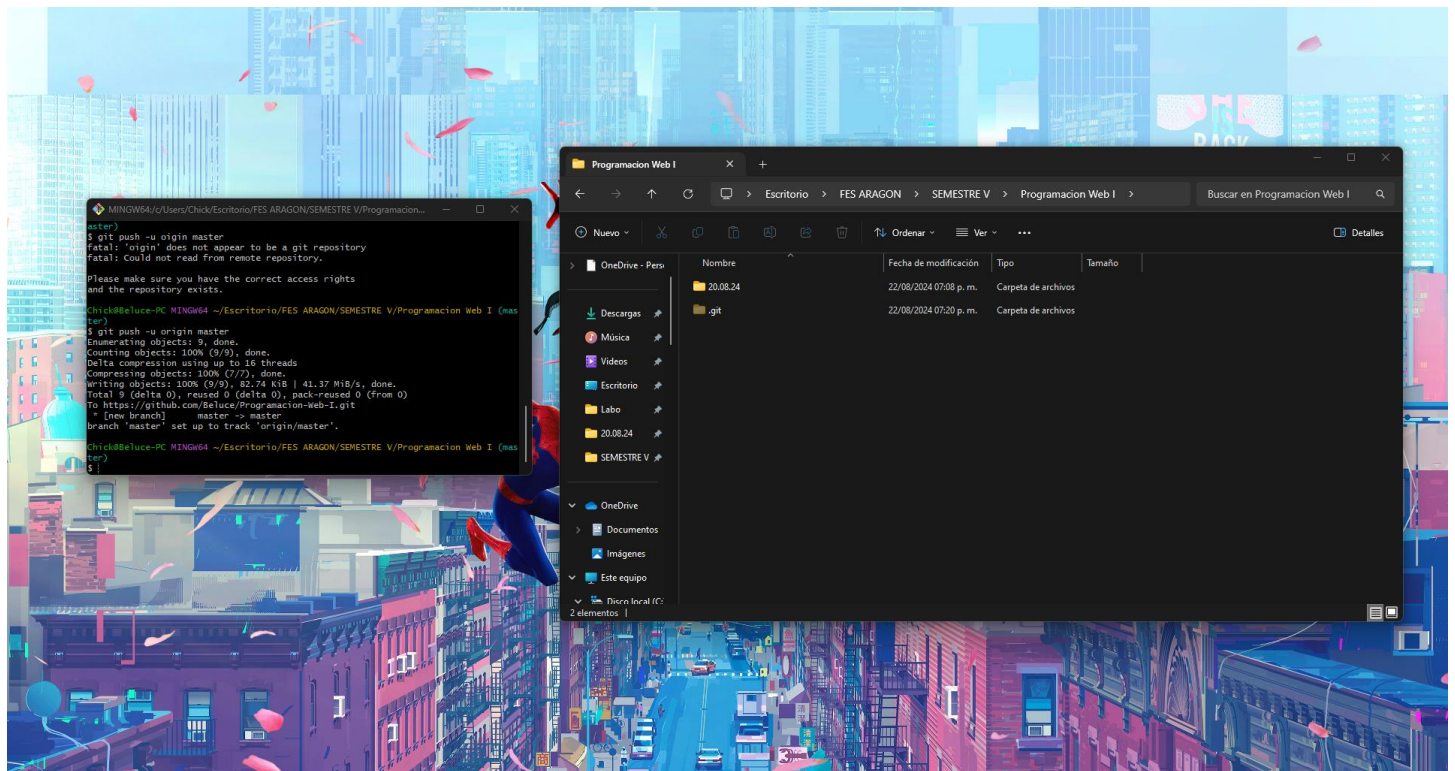 MINGW64:/c/Users/Chick/Escritorio/FES ARAGON/SEMESTRE V/Programacion...
aster)
$ git push -u oigin master
fatal: 'oigin' does not appear to be a git repository
fatal: Could not read from remote repository.
Please make sure you have the correct access rights
and the repository exists.
Chick@Beluce-PC MINGW64 ~/Escritorio/FES ARAGON/SEMESTRE V/Programacion Web I (mas
ter)
$ git push -u origin master
Enumerating objects: 9, done.
Counting objects: 100% (9/9), done.
Delta compression using up to 16 threads
Compressing objects: 100% (7/7), done.
Writing objects: 100% (9/9), 82.74 KiB | 41.37 MiB/s, done.
Total 9 (delta 0), reused 0 (delta 0), pack-reused 0 (from 0)
To https://github.com/Beluce/Programacion-Web-I.git
 * [new branch]      master -> master
branch 'master' set up to track 'origin/master'.
Chick@Beluce-PC MINGW64 ~/Escritorio/FES ARAGON/SEMESTRE V/Programacion Web I (mas
ter)
$
Programacion Web I
Escritorio > FES ARAGON > SEMESTRE V > Programacion Web I >
Buscar en Programacion Web I
Nuevo
Ordenar
Ver
Detalles
OneDrive - Perso
Descargas
Música
Videos
Escritorio
Labo
20.08.24
SEMESTRE V
OneDrive
Documentos
Imágenes
Este equipo
Disco local (C:
Nombre Fecha de modificación Tipo Tamaño
20.08.24 22/08/2024 07:08 p. m. Carpeta de archivos
.git 22/08/2024 07:20 p. m. Carpeta de archivos
2 elementos